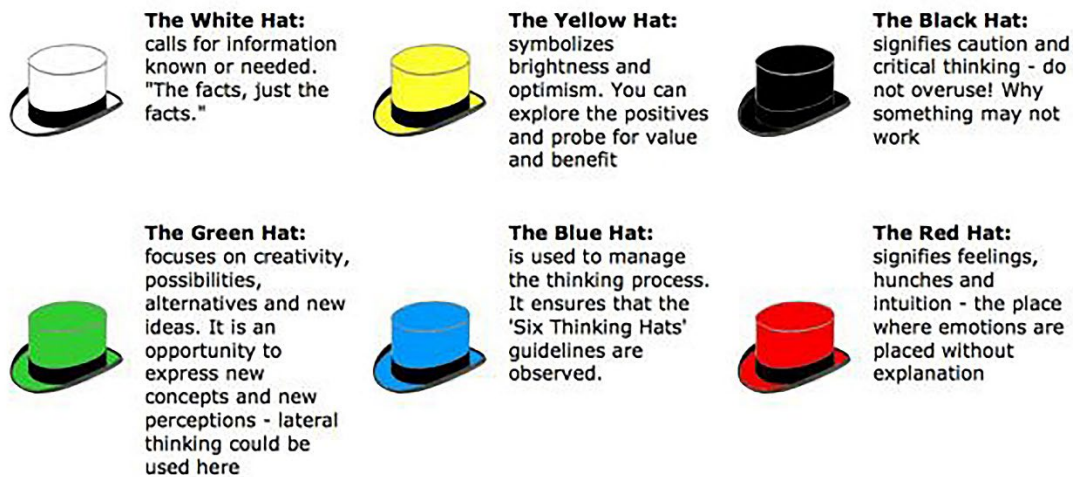 The White Hat:
calls for information
known or needed.
"The facts, just the
facts."
The Yellow Hat:
symbolizes
brightness and
optimism. You can
explore the positives
and probe for value
and benefit
The Black Hat:
signifies caution and
critical thinking - do
not overuse! Why
something may not
work
The Green Hat:
focuses on creativity,
possibilities,
alternatives and new
ideas. It is an
opportunity to
express new
concepts and new
perceptions - lateral
thinking could be
used here
The Blue Hat:
is used to manage
the thinking process.
It ensures that the
'Six Thinking Hats'
guidelines are
observed.
The Red Hat:
signifies feelings,
hunches and
intuition - the place
where emotions are
placed without
explanation